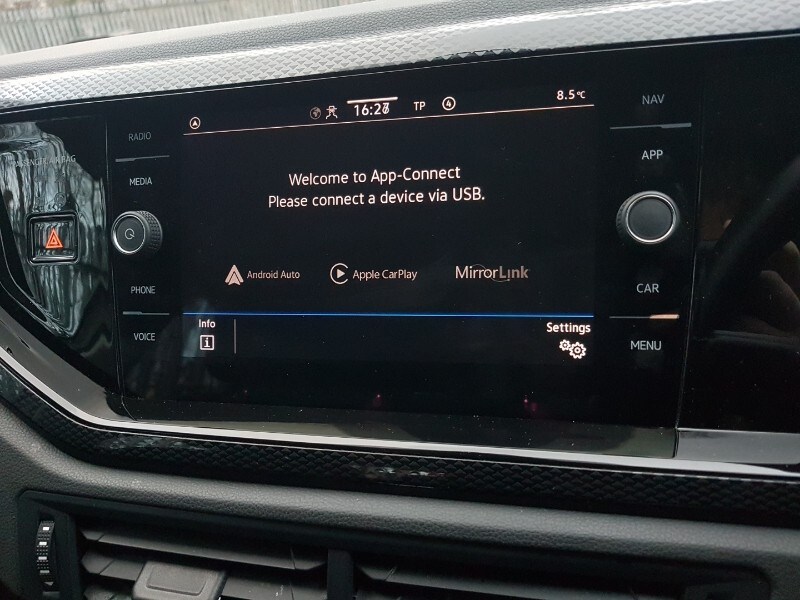 16:27 TP 4 8.5°C
RADIO
MEDIA
PHONE
VOICE
Welcome to App-Connect
Please connect a device via USB.
Android Auto Apple CarPlay MirrorLink
Info
i
Settings
NAV
APP
CAR
MENU